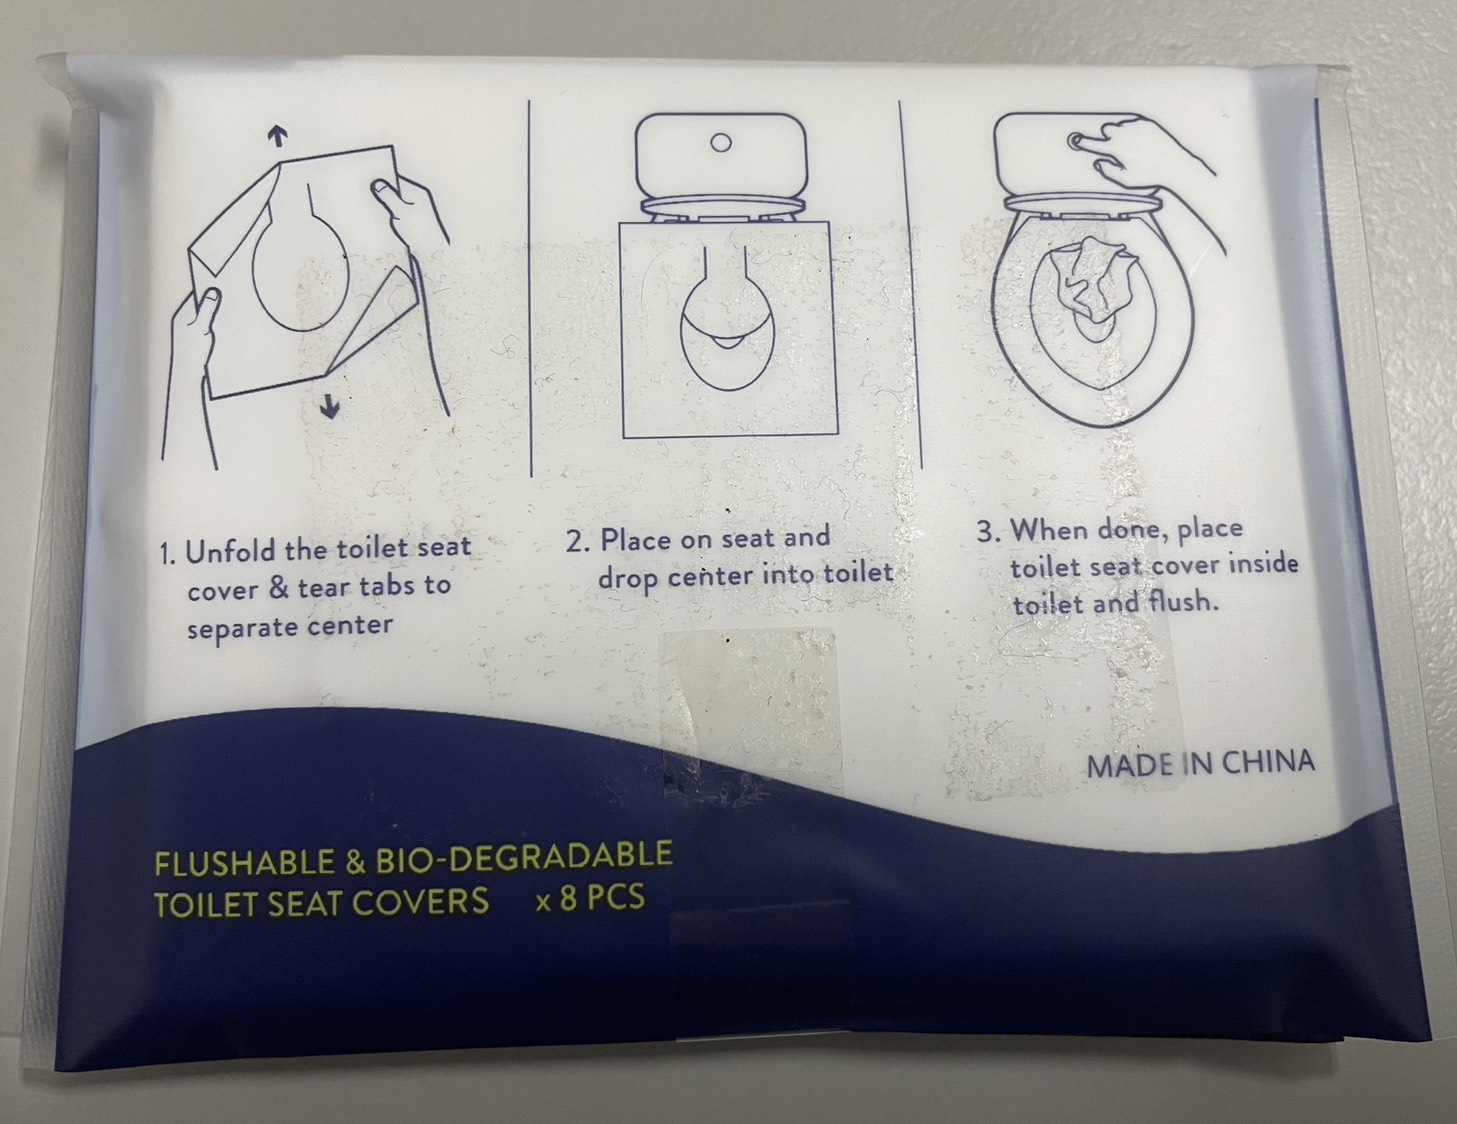 1. Unfold the toilet seat
cover & tear tabs to
separate center
2. Place on seat and
drop center into toilet
3. When done, place
toilet seat cover inside
toilet and flush.
MADE IN CHINA
FLUSHABLE & BIO-DEGRADABLE
TOILET SEAT COVERS x 8 PCS